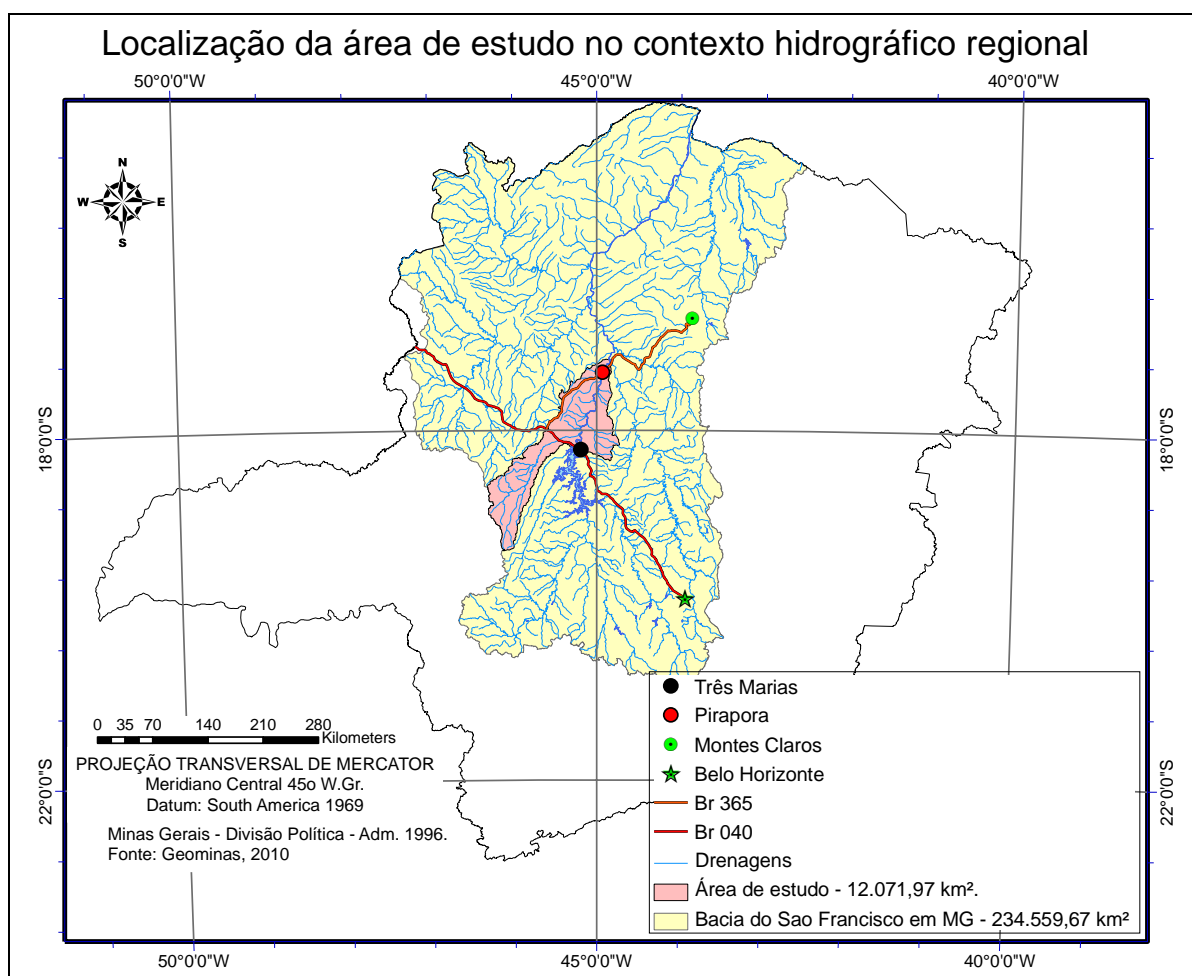 Localização da área de estudo no contexto hidrográfico regional
50°0'0"W
45°0'0"W
40°0'0"W
N
W
E
S
18°0'0"S
18°0'0"S
Três Marias
Pirapora
Montes Claros
Belo Horizonte
Br 365
Br 040
Drenagens
Área de estudo - 12.071,97 km².
Bacia do Sao Francisco em MG - 234.559,67 km²
0 35 70 140 210 280
Kilometers
PROJEÇÃO TRANSVERSAL DE MERCATOR
Meridiano Central 45o W.Gr.
Datum: South America 1969
Minas Gerais - Divisão Política - Adm. 1996.
Fonte: Geominas, 2010
22°0'0"S
22°0'0"S
50°0'0"W
45°0'0"W
40°0'0"W